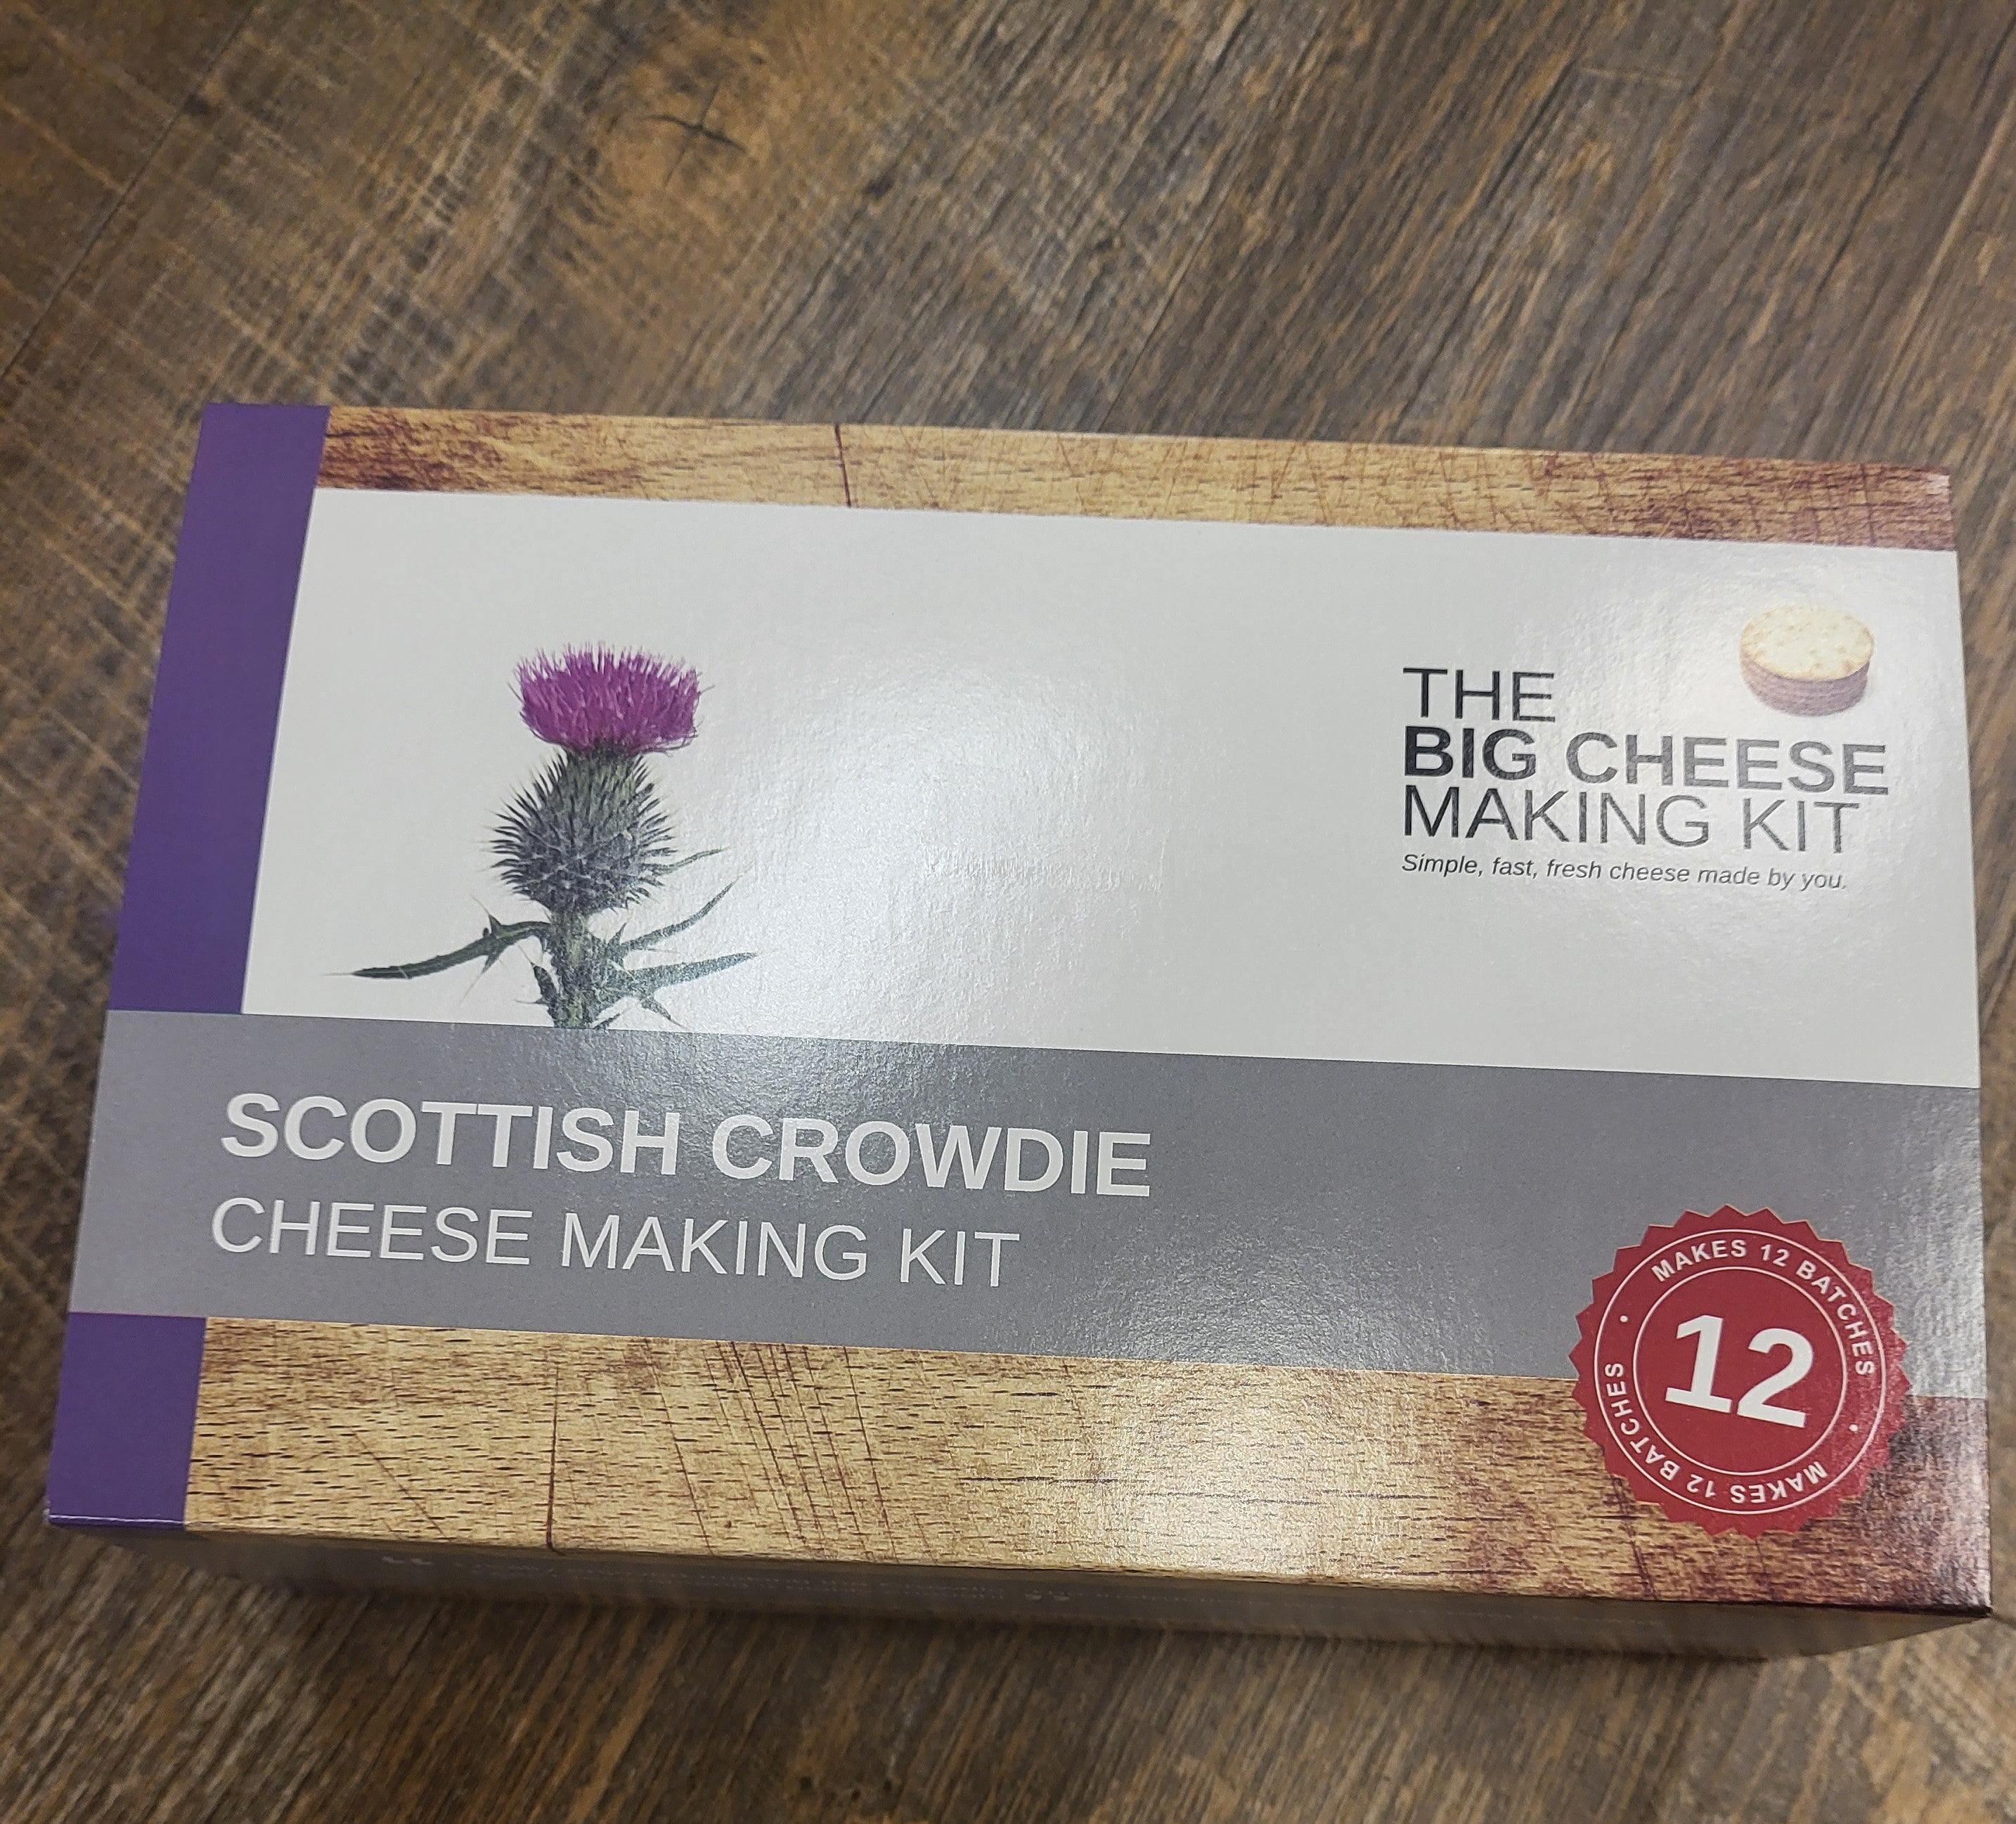 THE
BIG CHEESE
MAKING KIT
Simple, fast, fresh cheese made by you.
SCOTTISH CROWDIE
CHEESE MAKING KIT
MAKES 12 BATCHES
12
MAKES 12 BATCHES